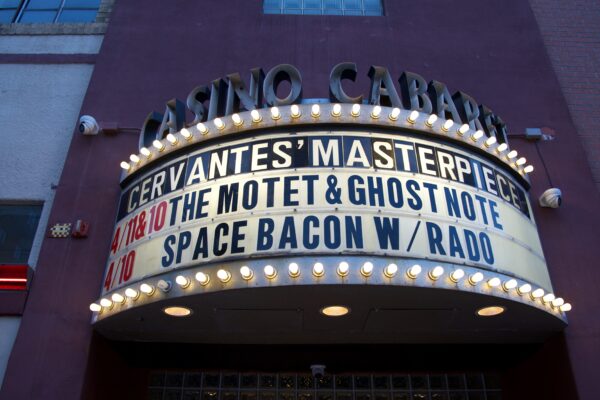 CASINO CABARET
CERVANTES' MASTERPIECE
4/11&10 THE MOTET & GHOST NOTE
4/10 SPACE BACON W/RADO